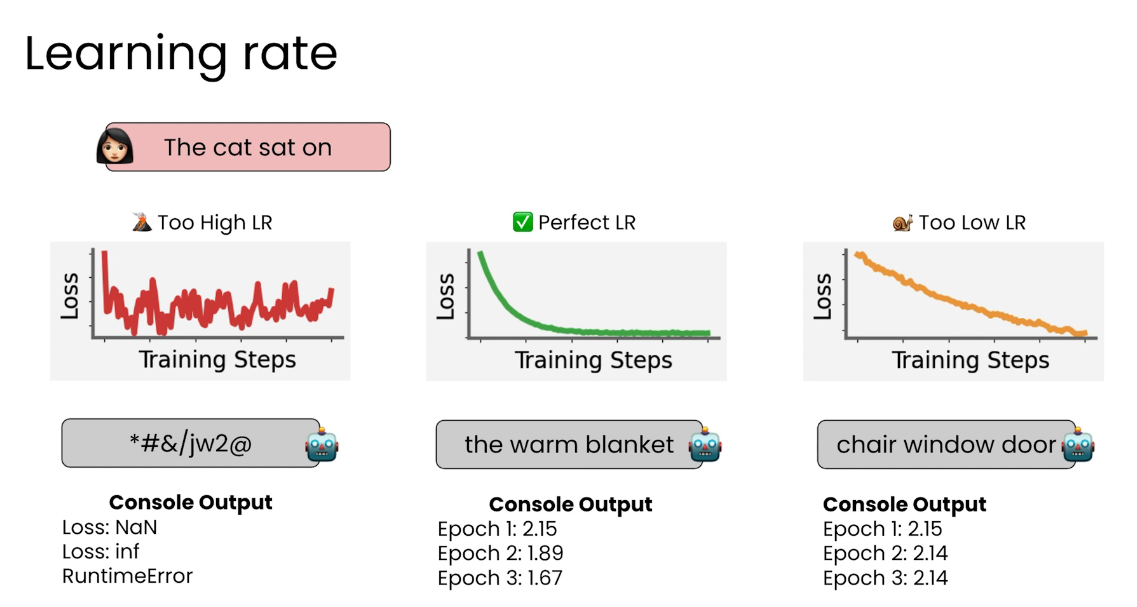 Learning rate
The cat sat on
Too High LR
Loss
Training Steps
*#&/jw2@
Console Output
Loss: NaN
Loss: inf
RuntimeError
Perfect LR
Loss
Training Steps
the warm blanket
Console Output
Epoch 1: 2.15
Epoch 2: 1.89
Epoch 3: 1.67
Too Low LR
Loss
Training Steps
chair window door
Console Output
Epoch 1: 2.15
Epoch 2: 2.14
Epoch 3: 2.14